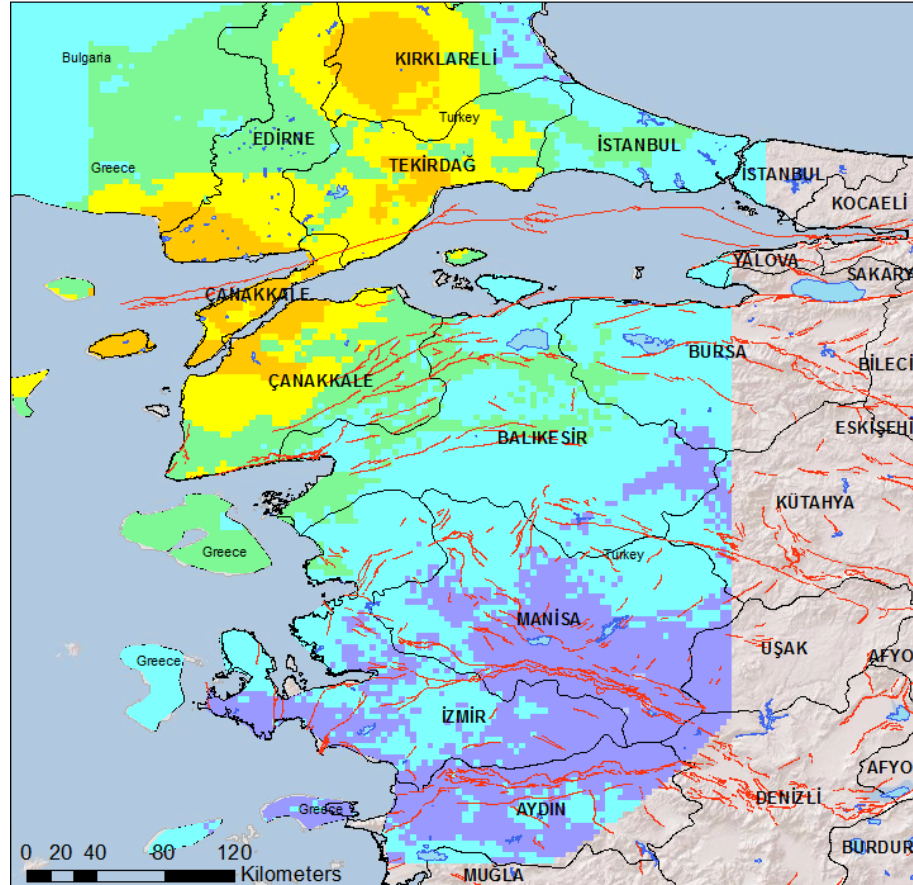 Bulgaria
KIRKLARELİ
Turkey
EDİRNE
İSTANBUL
Greece
TEKİRDAĞ
İSTANBUL
KOCAELİ
YALOVA
SAKARY
ÇANAKKALE
BURSA
BİLECİ
ÇANAKKALE
ESKİŞEHİ
BALIKESİR
KÜTAHYA
Greece
Turkey
MANİSA
UŞAK
AFYO
Greece
İZMİR
AFYO
DENİZLİ
Greece
AYDIN
BURDUR
0 20 40 80 120
Kilometers
MUĞLA